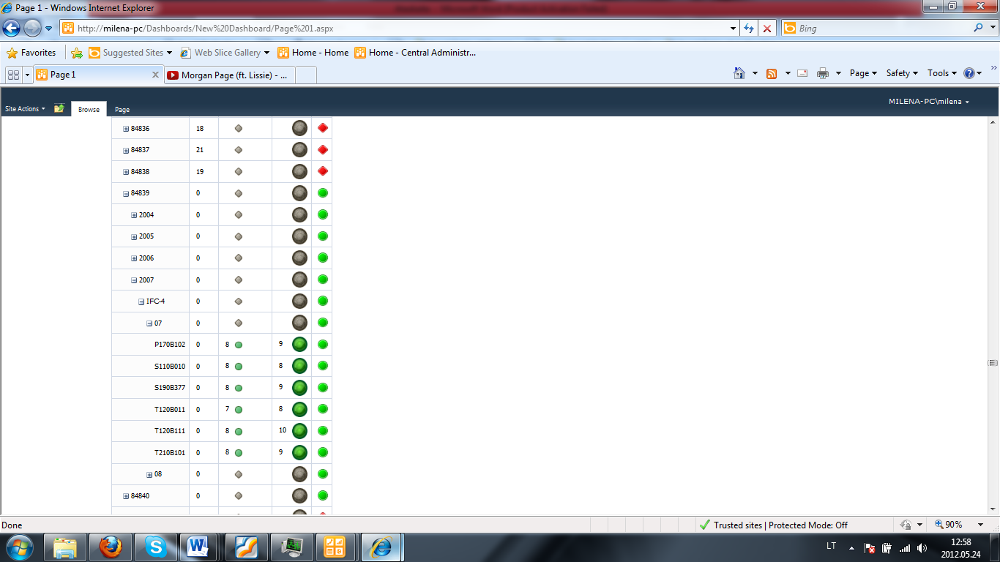 Page 1 - Windows Internet Explorer
http://milena-pc/Dashboards/New%20Dashboard/Page%201.aspx
Bing
Favorites Suggested Sites Web Slice Gallery Home - Home Home - Central Administr...
Page 1 Morgan Page (ft. Lissie) - ... Page Safety Tools
Site Actions Browse Page MILENA-PC\milena
84836 18
84837 21
84838 19
84839 0
2004 0
2005 0
2006 0
2007 0
IFC-4 0
07 0
P170B102 0 8 9
S110B010 0 8 8
S190B377 0 8 9
T120B011 0 7 8
T120B111 0 8 10
T210B101 0 8 9
08 0
84840 0
Done Trusted sites | Protected Mode: Off 90%
LT 12:58
2012.05.24